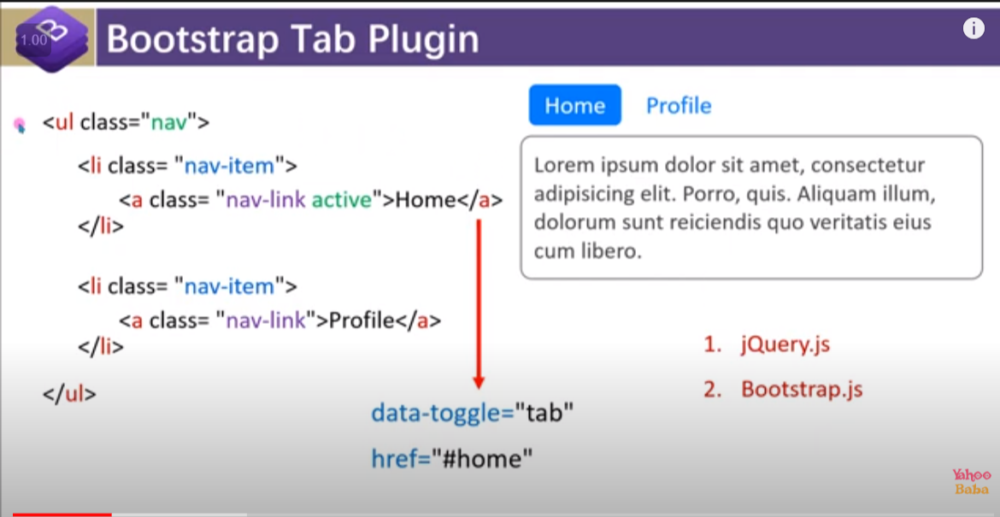 1.00
Bootstrap Tab Plugin
<ul class="nav">
<li class= "nav-item">
<a class= "nav-link active">Home</a>
</li>
<li class= "nav-item">
<a class= "nav-link">Profile</a>
</li>
</ul>
data-toggle="tab"
href="#home"
Home Profile
Lorem ipsum dolor sit amet, consectetur
adipisicing elit. Porro, quis. Aliquam illum,
dolorum sunt reiciendis quo veritatis eius
cum libero.
1. jQuery.js
2. Bootstrap.js
Yahoo
Baba